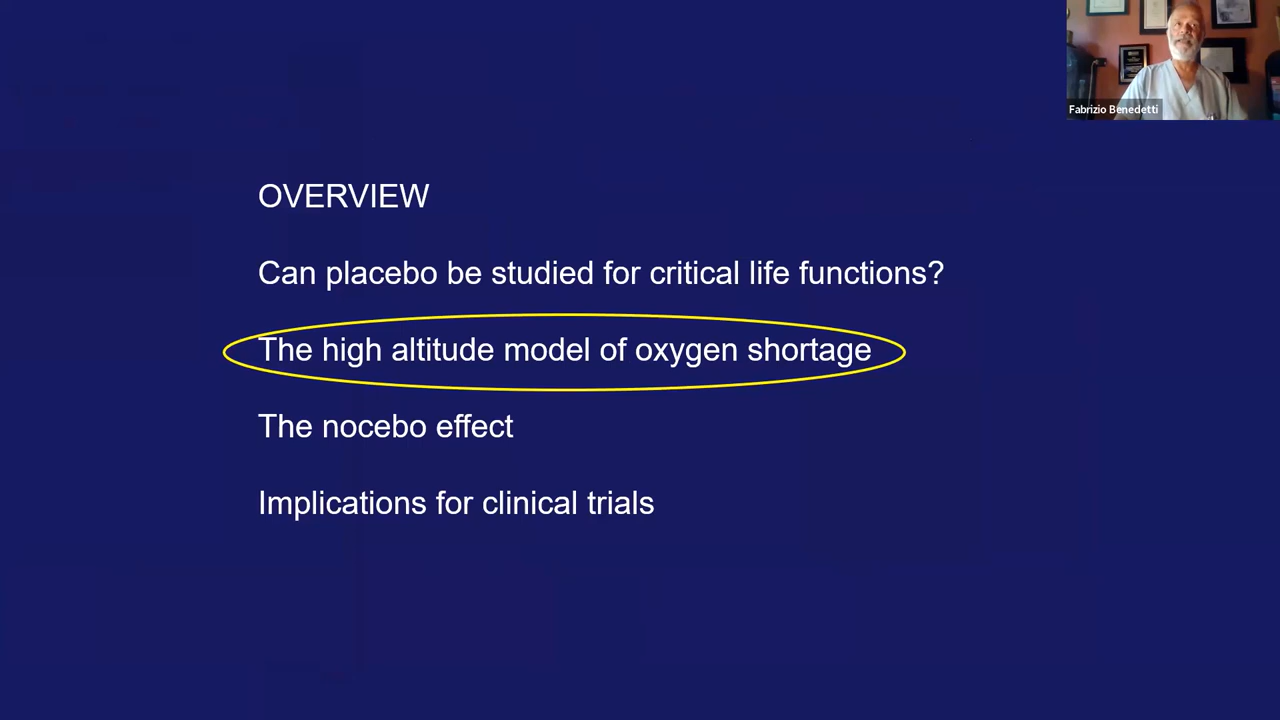 Fabrizio Benedetti
OVERVIEW
Can placebo be studied for critical life functions?
The high altitude model of oxygen shortage
The nocebo effect
Implications for clinical trials